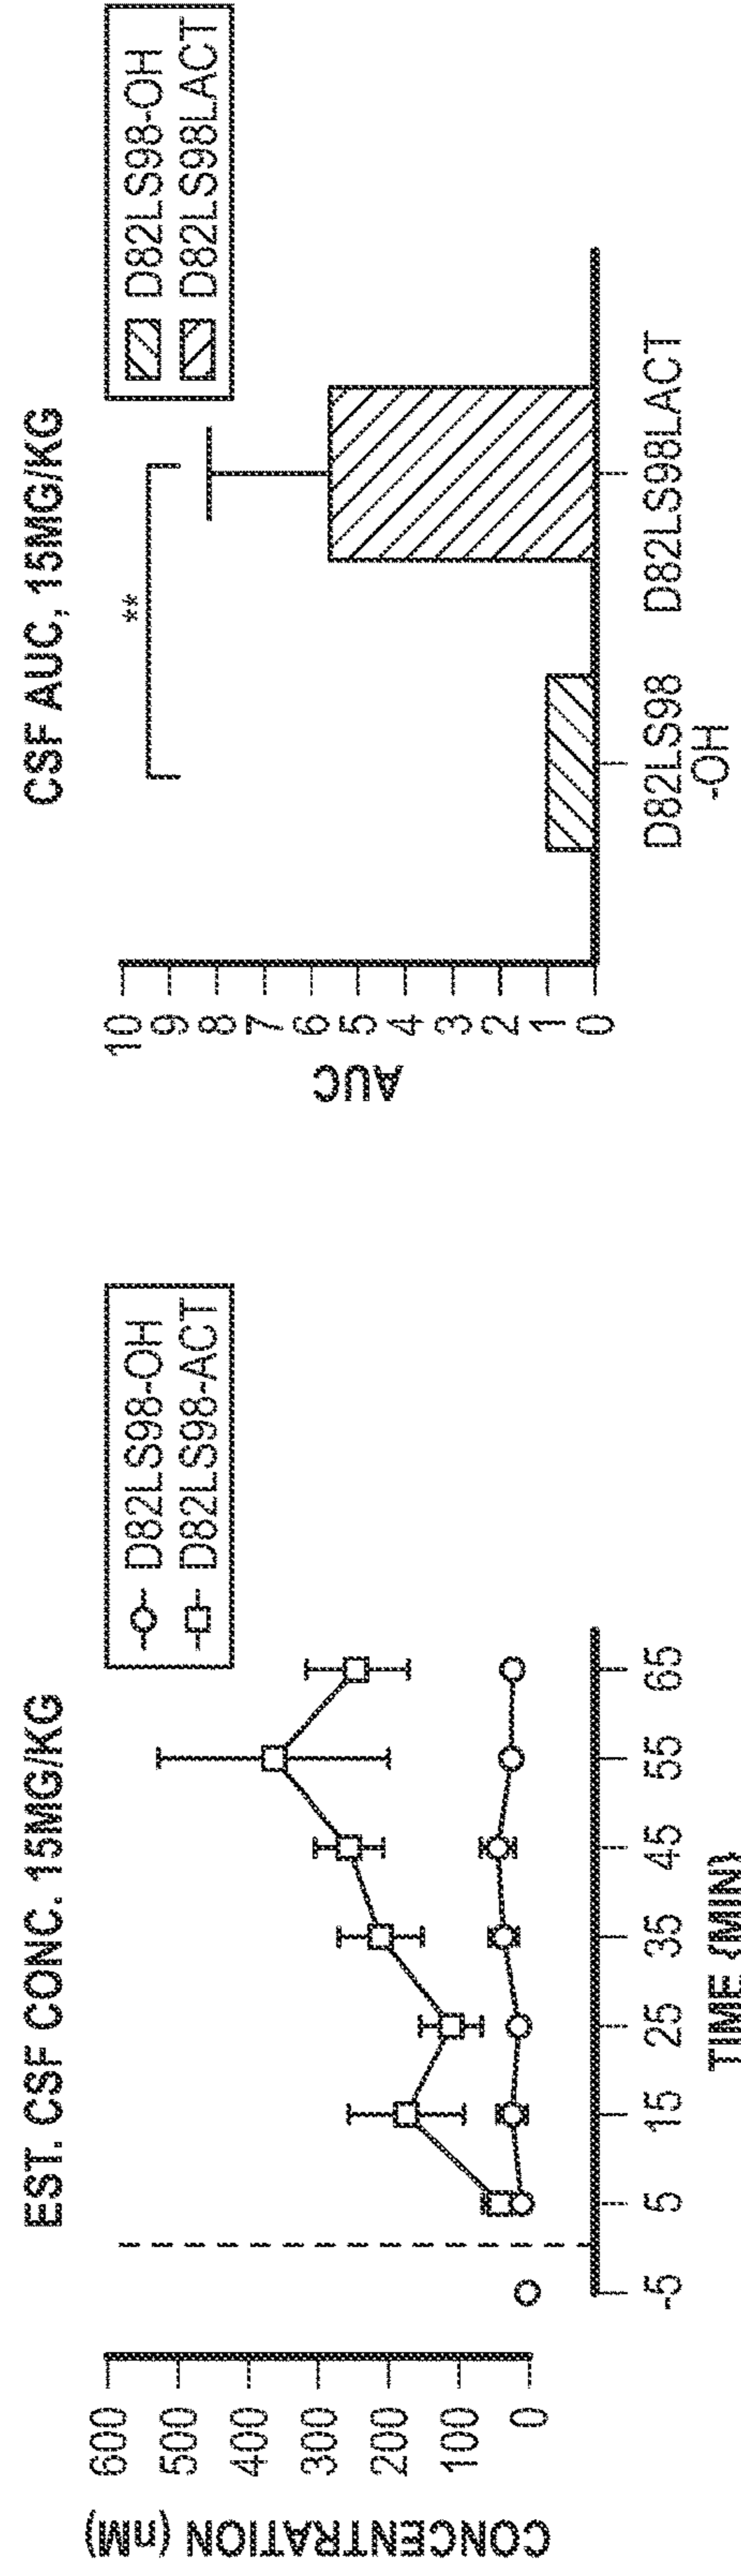 EST. CSF CONC. 15MG/KG
D82LS98-OH
D82LS98-ACT
CONCENTRATION (nM)
600
500
400
300
200
100
0
-5 5 15 25 35 45 55 65
TIME (MIN)
CSF AUC, 15MG/KG
D82LS98-OH
D82LS98LACT
**
AUC
10
9
8
7
6
5
4
3
2
1
0
D82LS98 D82LS98LACT
-OH